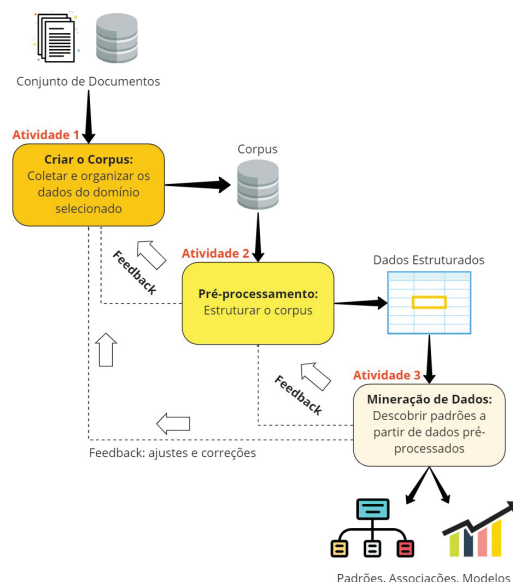 Conjunto de Documentos
Atividade 1
Criar o Corpus:
Coletar e organizar os
dados do domínio
selecionado
Corpus
Feedback
Atividade 2
Pré-processamento:
Estruturar o corpus
Dados Estruturados
Feedback
Atividade 3
Mineração de Dados:
Descobrir padrões a
partir de dados pré-
processados
Feedback: ajustes e correções
Padrões, Associações, Modelos